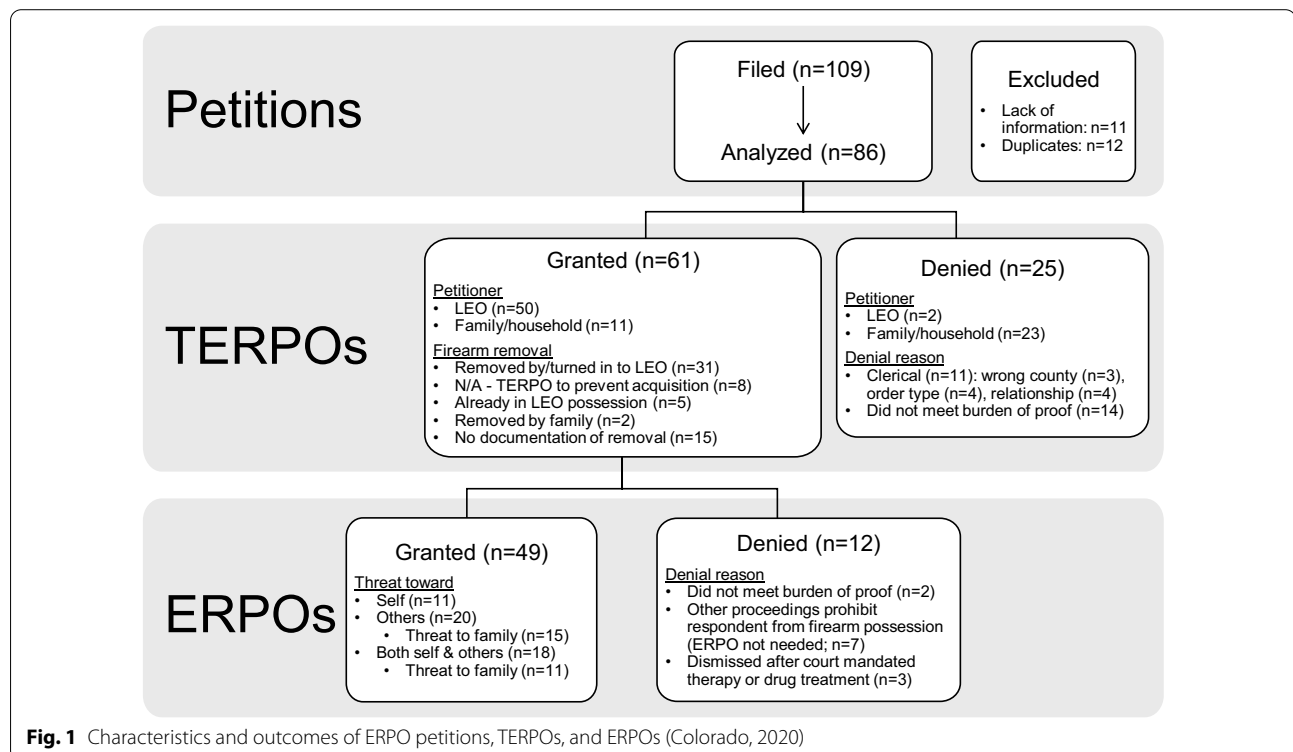 Petitions
Filed (n=109)
Analyzed (n=86)
Excluded
• Lack of
information: n=11
• Duplicates: n=12
TERPOs
Granted (n=61)
Petitioner
• LEO (n=50)
• Family/household (n=11)
Firearm removal
• Removed by/turned in to LEO (n=31)
• N/A - TERPO to prevent acquisition (n=8)
• Already in LEO possession (n=5)
• Removed by family (n=2)
• No documentation of removal (n=15)
Denied (n=25)
Petitioner
• LEO (n=2)
• Family/household (n=23)
Denial reason
• Clerical (n=11): wrong county (n=3),
order type (n=4), relationship (n=4)
• Did not meet burden of proof (n=14)
ERPOs
Granted (n=49)
Threat toward
• Self (n=11)
• Others (n=20)
• Threat to family (n=15)
• Both self & others (n=18)
• Threat to family (n=11)
Denied (n=12)
Denial reason
• Did not meet burden of proof (n=2)
• Other proceedings prohibit
respondent from firearm possession
(ERPO not needed; n=7)
• Dismissed after court mandated
therapy or drug treatment (n=3)
Fig. 1 Characteristics and outcomes of ERPO petitions, TERPOs, and ERPOs (Colorado, 2020)